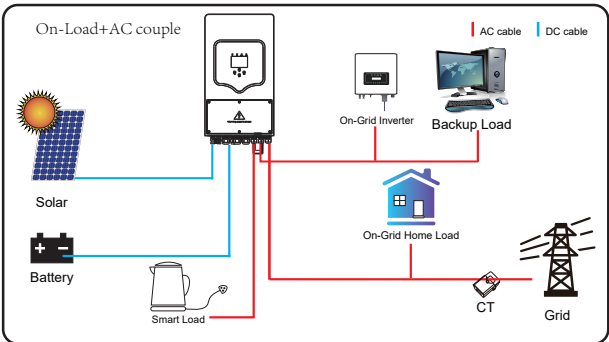 On-Load+AC couple
AC cable
DC cable
On-Grid Inverter
Backup Load
Solar
On-Grid Home Load
Battery
Smart Load
CT
Grid